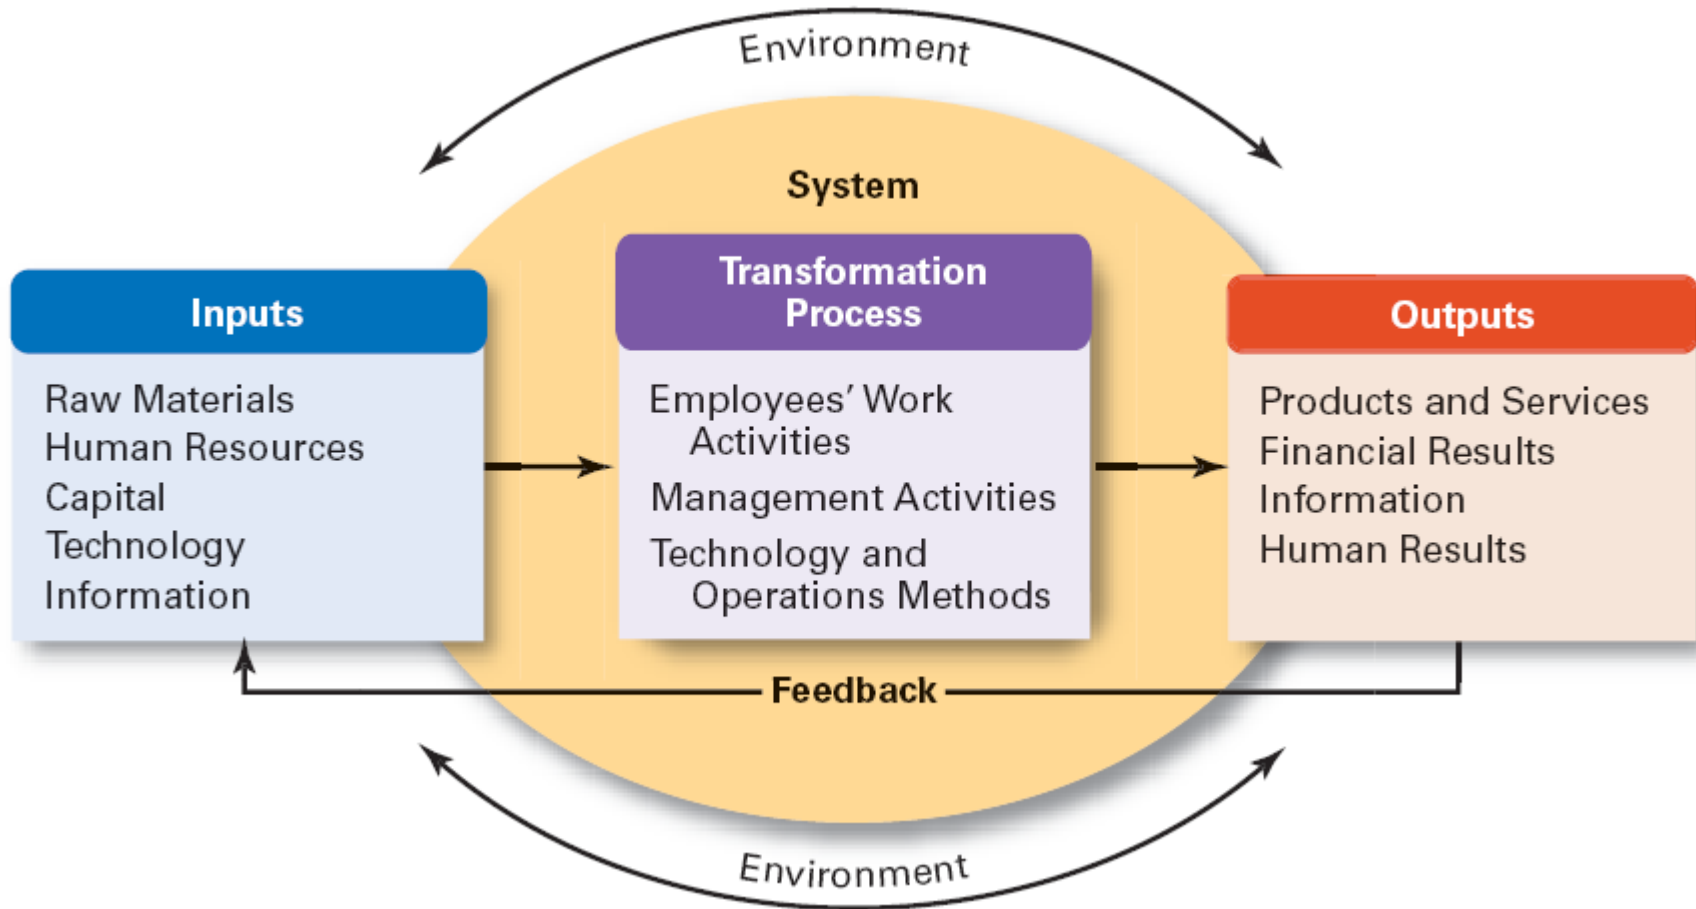 Environment
System
Inputs
Raw Materials
Human Resources
Capital
Technology
Information
Transformation
Process
Employees’ Work
Activities
Management Activities
Technology and
Operations Methods
Outputs
Products and Services
Financial Results
Information
Human Results
Feedback
Environment